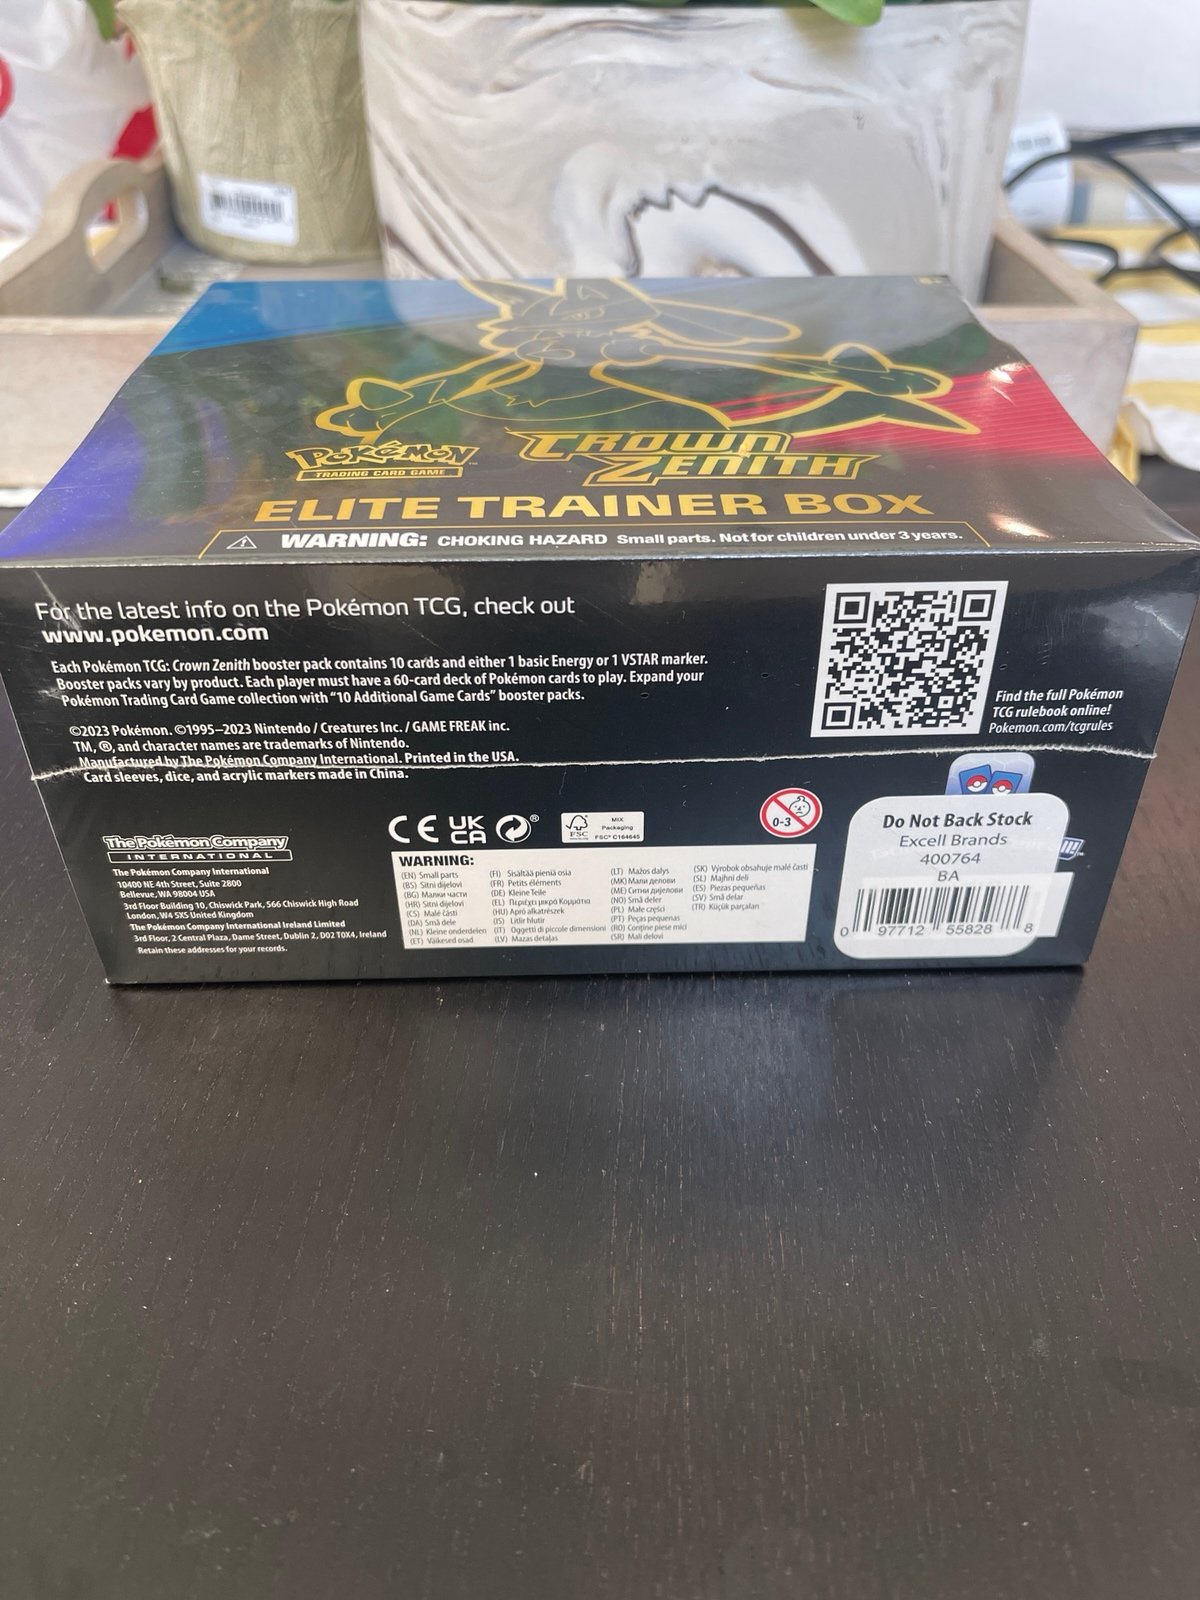 POKéMON
TRADING CARD GAME
CROWN
ZENITH
ELITE TRAINER BOX
WARNING: CHOKING HAZARD Small parts. Not for children under 3 years.
For the latest info on the Pokémon TCG, check out
www.pokemon.com
Each Pokémon TCG: Crown Zenith booster pack contains 10 cards and either 1 basic Energy or 1 VSTAR marker.
Booster packs vary by product. Each player must have a 60-card deck of Pokémon cards to play. Expand your
Pokémon Trading Card Game collection with “10 Additional Game Cards” booster packs.
©2023 Pokémon. ©1995–2023 Nintendo / Creatures Inc. / GAME FREAK inc.
TM, ®, and character names are trademarks of Nintendo.
Manufactured by The Pokémon Company International. Printed in the USA.
Card sleeves, dice, and acrylic markers made in China.
Find the full Pokémon
TCG rulebook online!
Pokemon.com/tcgrules
The Pokémon Company
INTERNATIONAL
The Pokémon Company International
10400 NE 4th Street, Suite 2800
Bellevue, WA 98004 USA
3rd Floor Building 10, Chiswick Park, 566 Chiswick High Road
London, W4 5XS United Kingdom
The Pokémon Company International Ireland Limited
3rd Floor, 2 Central Plaza, Dame Street, Dublin 2, D02 T0X4, Ireland
Retain these addresses for your records.
CE UK CA ®
FSC
MIX
Packaging
FSC® C164645
0-3
WARNING:
(EN) Small parts
(BS) Sitni dijelovi
(BG) Малки части
(HR) Sitni dijelovi
(CS) Malé části
(DA) Små dele
(NL) Kleine onderdelen
(ET) Väikesed osad
(FI) Sisältää pieniä osia
(FR) Petits éléments
(DE) Kleine Teile
(EL) Περιέχει μικρά Κομμάτια
(HU) Apró alkatrészek
(IS) Litlir hlutir
(IT) Oggetti di piccole dimensioni
(LV) Mazas detaļas
(LT) Mažos dalys
(MK) Мали делови
(ME) Ситни дијелови
(NO) Små deler
(PL) Małe części
(PT) Peças pequenas
(RO) Conține piese mici
(SR) Mali delovi
(SK) Výrobok obsahuje malé časti
(SL) Majhni deli
(ES) Piezas pequeñas
(SV) Små delar
(TR) Küçük parçaları
Do Not Back Stock
Excell Brands
400764
BA
0 97712 55828 8